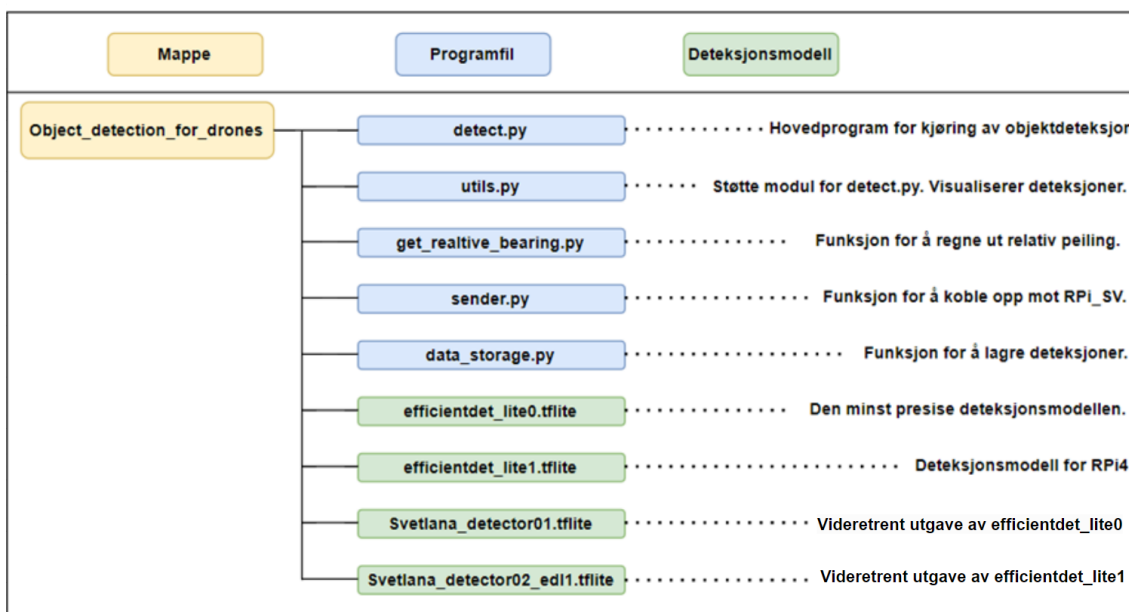 Mappe
Programfil
Deteksjonsmodell
Object_detection_for_drones
detect.py
Hovedprogram for kjøring av objektdeteksjor
utils.py
Støtte modul for detect.py. Visualiserer deteksjoner.
get_realtive_bearing.py
Funksjon for å regne ut relativ peiling.
sender.py
Funksjon for å koble opp mot RPi_SV.
data_storage.py
Funksjon for å lagre deteksjoner.
efficientdet_lite0.tflite
Den minst presise deteksjonsmodellen.
efficientdet_lite1.tflite
Deteksjonsmodell for RPi4
Svetlana_detector01.tflite
Videretrent utgave av efficientdet_lite0
Svetlana_detector02_edl1.tflite
Videretrent utgave av efficientdet_lite1